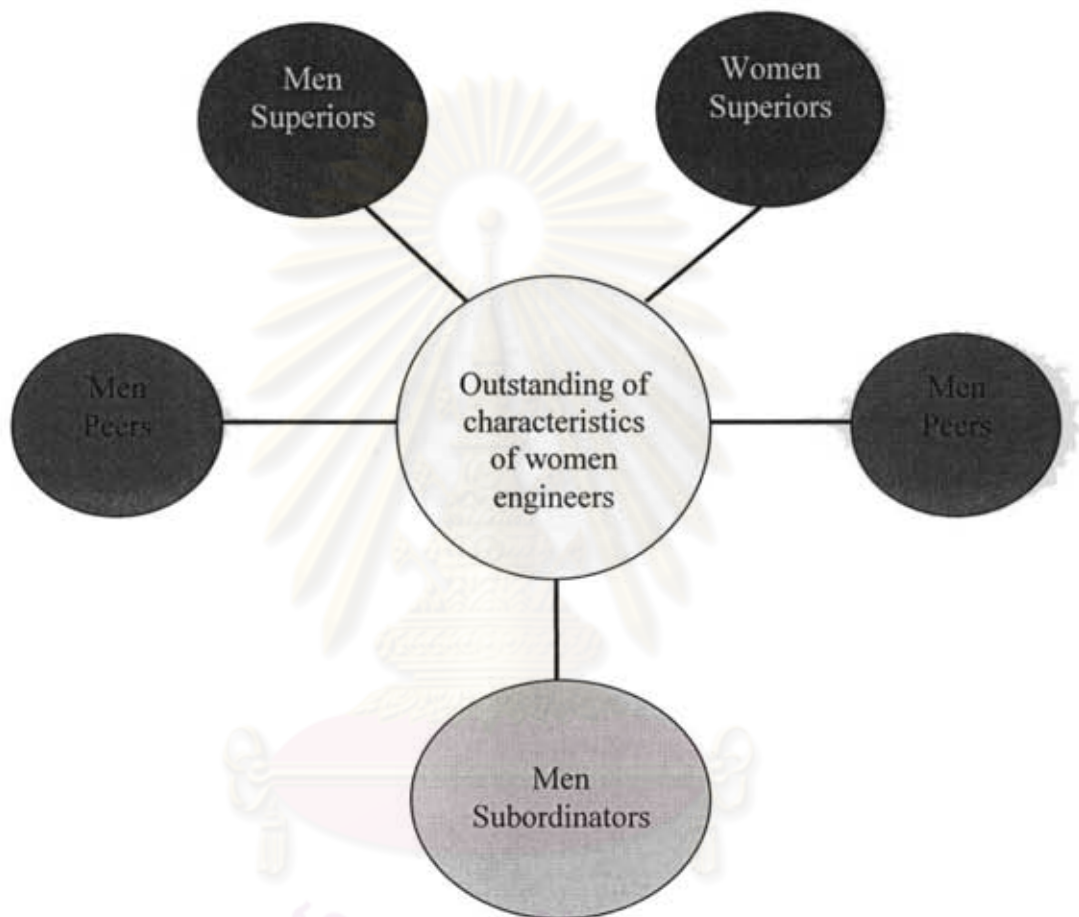 Men
Superiors
Women
Superiors
Men
Peers
Outstanding of
characteristics
of women
engineers
Men
Peers
Men
Subordinators